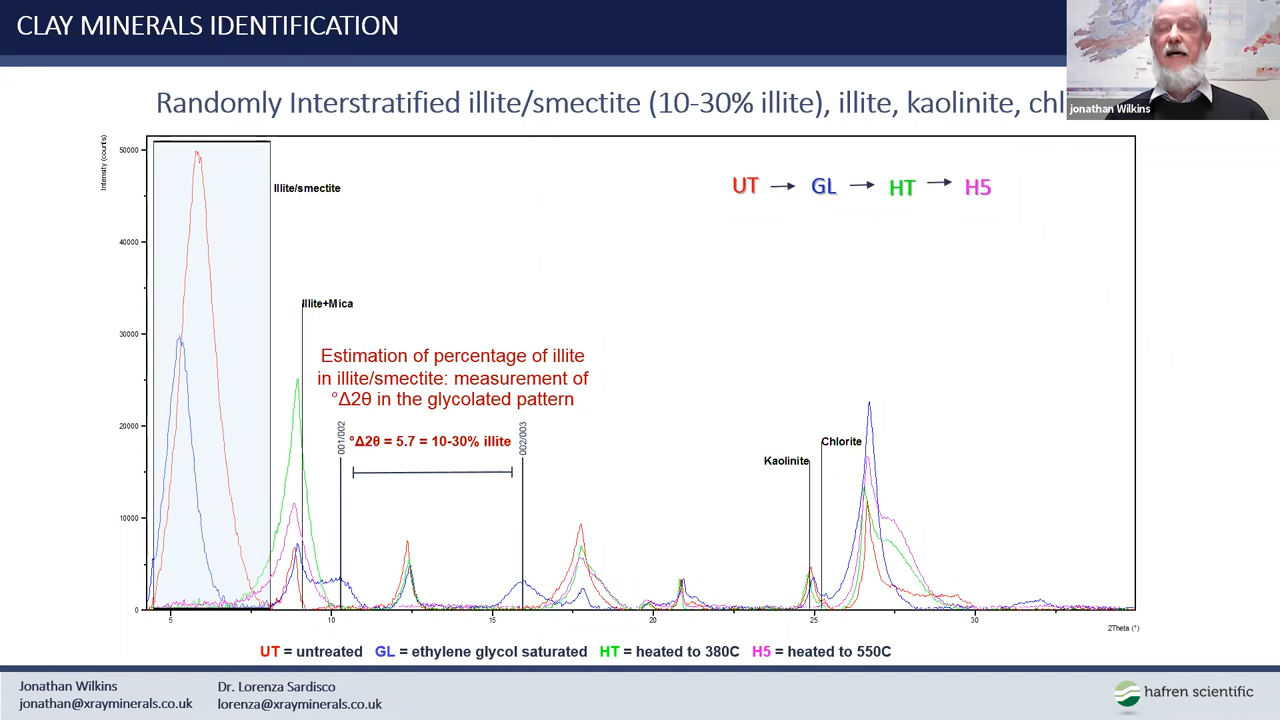 CLAY MINERALS IDENTIFICATION
jonathan Wilkins
Randomly Interstratified illite/smectite (10-30% illite), illite, kaolinite, chl
Intensity (counts)
50000
40000
30000
20000
10000
0
Illite/smectite
UT → GL → HT → H5
Illite+Mica
Estimation of percentage of illite
in illite/smectite: measurement of
°Δ2θ in the glycolated pattern
001/002
°Δ2θ = 5.7 = 10-30% illite
002/003
Kaolinite
Chlorite
5 10 15 20 25 30
2Theta (°)
UT = untreated GL = ethylene glycol saturated HT = heated to 380C H5 = heated to 550C
Jonathan Wilkins
jonathan@xrayminerals.co.uk
Dr. Lorenza Sardisco
lorenza@xrayminerals.co.uk
hafren scientific